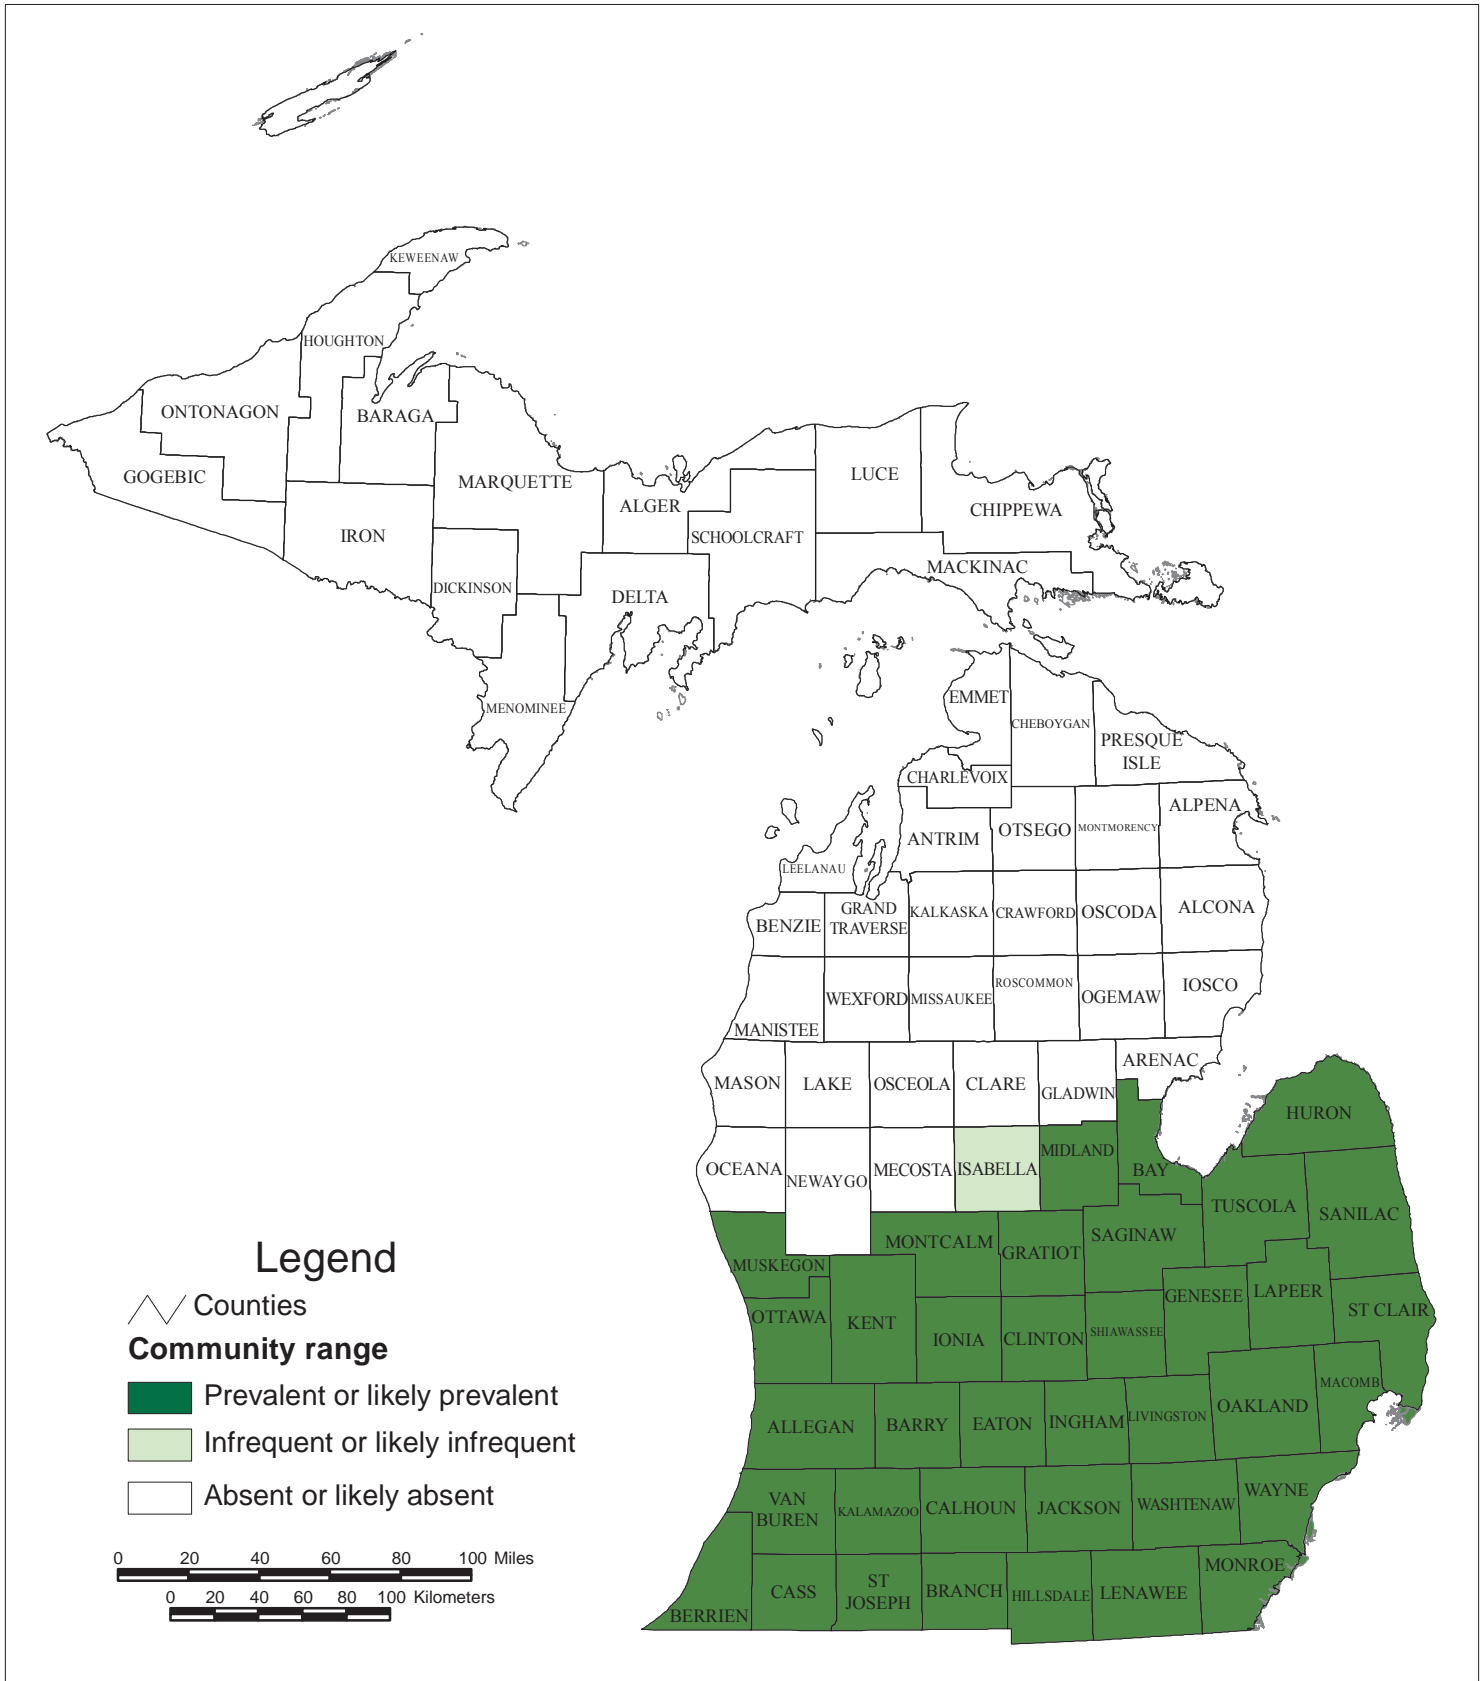 KEWEENAW
HOUGHTON
ONTONAGON
BARAGA
GOGEBIC
MARQUETTE
LUCE
ALGER
CHIPPEWA
IRON
SCHOOLCRAFT
MACKINAC
DICKINSON
DELTA
MENOMINEE
EMMET
CHEBOYGAN
PRESQUE
ISLE
CHARLEVOIX
ALPENA
ANTRIM
OTSEGO
MONTMORENCY
LEELANAU
BENZIE
GRAND
TRAVERSE
KALKASKA
CRAWFORD
OSCODA
ALCONA
MANISTEE
WEXFORD
MISSAUKEE
ROSCOMMON
OGEMAW
IOSCO
ARENAC
MASON
LAKE
OSCEOLA
CLARE
GLADWIN
HURON
OCEANA
NEWAYGO
MECOSTA
ISABELLA
MIDLAND
BAY
TUSCOLA
SANILAC
MUSKEGON
MONTCALM
GRATIOT
SAGINAW
OTTAWA
KENT
IONIA
CLINTON
SHIAWASSEE
GENESEE
LAPEER
ST CLAIR
ALLEGAN
BARRY
EATON
INGHAM
LIVINGSTON
OAKLAND
MACOMB
VAN
BUREN
KALAMAZOO
CALHOUN
JACKSON
WASHTENAW
WAYNE
BERRIEN
CASS
ST
JOSEPH
BRANCH
HILLSDALE
LENAWEE
MONROE
Legend
Counties
Community range
Prevalent or likely prevalent
Infrequent or likely infrequent
Absent or likely absent
0 20 40 60 80 100 Miles
0 20 40 60 80 100 Kilometers